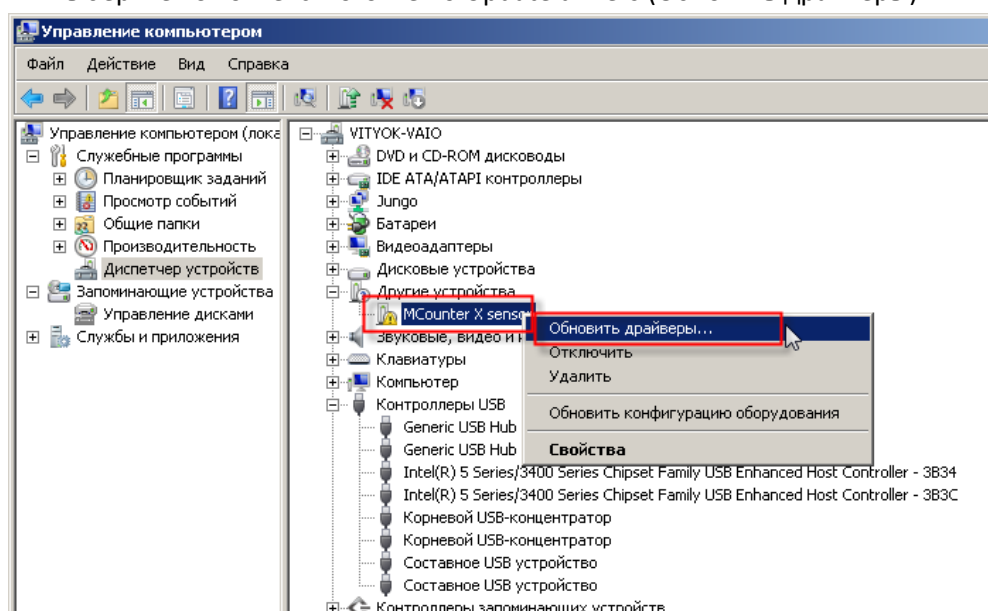 Управление компьютером
Файл Действие Вид Справка
Управление компьютером (лока
Служебные программы
Планировщик заданий
Просмотр событий
Общие папки
Производительность
Диспетчер устройств
Запоминающие устройства
Управление дисками
Службы и приложения
VITYOK-VAIO
DVD и CD-ROM дисководы
IDE ATA/ATAPI контроллеры
Jungo
Батареи
Видеоадаптеры
Дисковые устройства
Другие устройства
MCounter X senso
Звуковые, видео и
Клавиатуры
Компьютер
Контроллеры USB
Generic USB Hub
Generic USB Hub
Intel(R) 5 Series/3400 Series Chipset Family USB Enhanced Host Controller - 3B34
Intel(R) 5 Series/3400 Series Chipset Family USB Enhanced Host Controller - 3B3C
Корневой USB-концентратор
Корневой USB-концентратор
Составное USB устройство
Составное USB устройство
Контроллеры запоминающих устройств
Обновить драйверы...
Отключить
Удалить
Обновить конфигурацию оборудования
Свойства